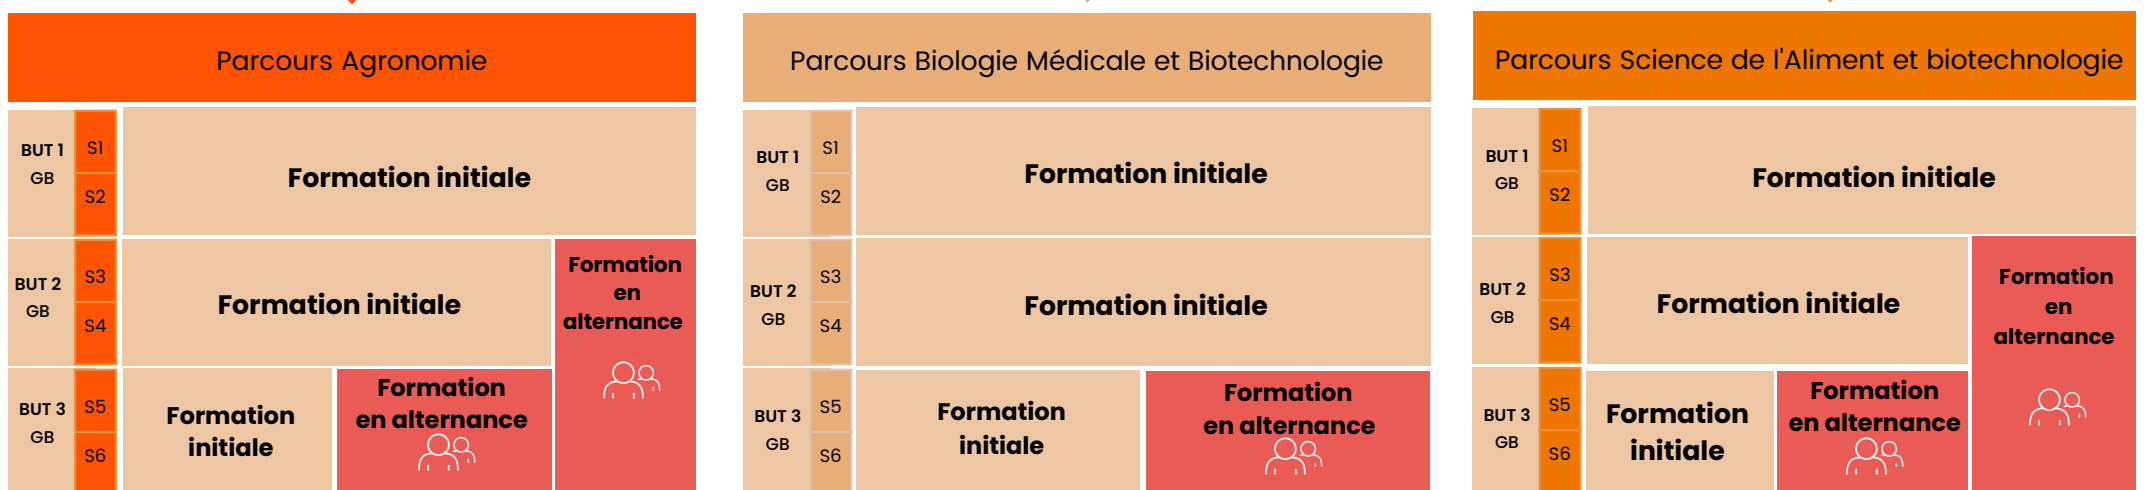 Parcours Agronomie
BUT 1
GB
S1
S2
Formation initiale
BUT 2
GB
S3
S4
Formation initiale
Formation
en
alternance
BUT 3
GB
S5
S6
Formation
initiale
Formation
en alternance
Parcours Biologie Médicale et Biotechnologie
BUT 1
GB
S1
S2
Formation initiale
BUT 2
GB
S3
S4
Formation initiale
BUT 3
GB
S5
S6
Formation
initiale
Formation
en alternance
Parcours Science de l'Aliment et biotechnologie
BUT 1
GB
S1
S2
Formation initiale
BUT 2
GB
S3
S4
Formation initiale
Formation
en
alternance
BUT 3
GB
S5
S6
Formation
initiale
Formation
en alternance